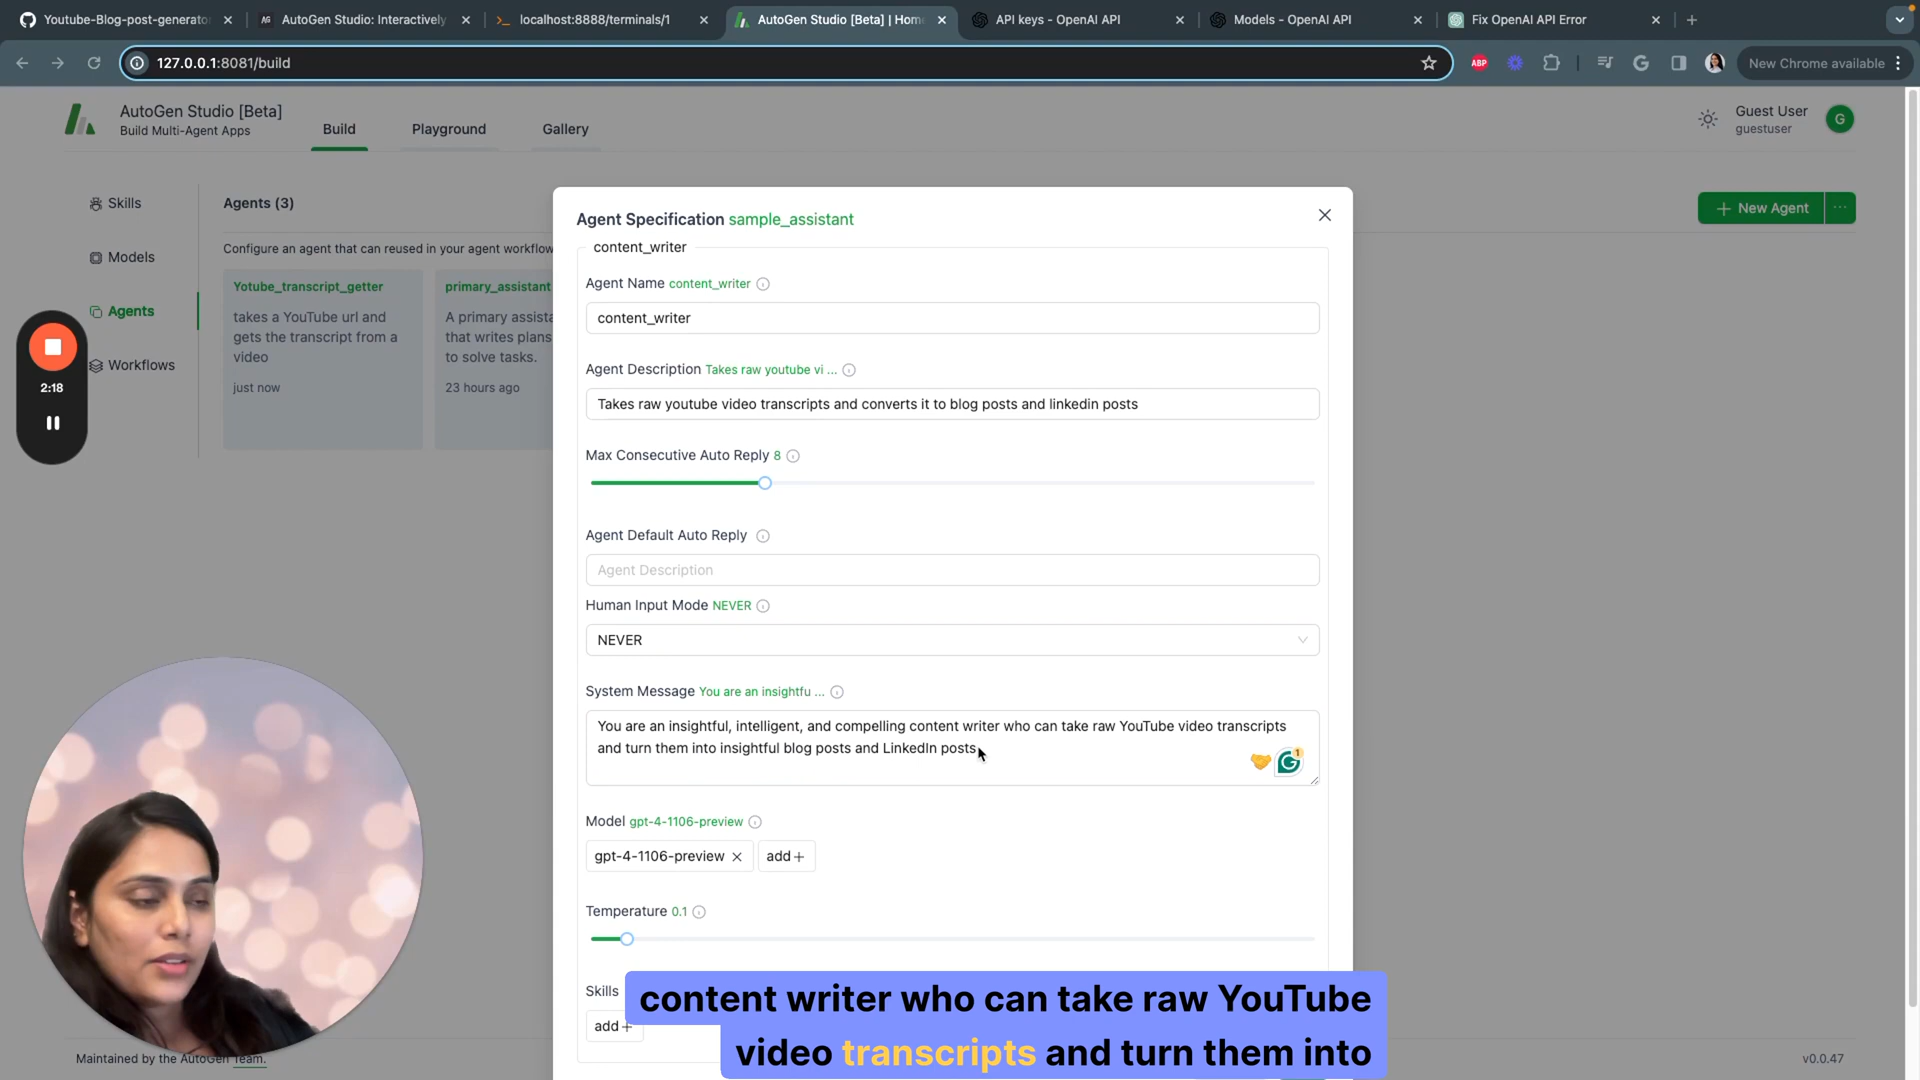 Youtube-Blog-post-generator
AutoGen Studio: Interactively
localhost:8888/terminals/1
AutoGen Studio [Beta] | Home
API keys - OpenAI API
Models - OpenAI API
Fix OpenAI API Error
127.0.0.1:8081/build
ABP
New Chrome available
AutoGen Studio [Beta]
Build Multi-Agent Apps
Build
Playground
Gallery
Guest User
guestuser
G
Skills
Models
Agents
Workflows
2:18
Agents (3)
New Agent
Configure an agent that can reused in your agent workflow
Yotube_transcript_getter
takes a YouTube url and
gets the transcript from a
video
just now
primary_assistant
A primary assista
that writes plans
to solve tasks.
23 hours ago
Agent Specification sample_assistant
content_writer
Agent Name content_writer
content_writer
Agent Description Takes raw youtube vi ...
Takes raw youtube video transcripts and converts it to blog posts and linkedin posts
Max Consecutive Auto Reply 8
Agent Default Auto Reply
Agent Description
Human Input Mode NEVER
NEVER
System Message You are an insightfu ...
You are an insightful, intelligent, and compelling content writer who can take raw YouTube video transcripts
and turn them into insightful blog posts and LinkedIn posts
1
Model gpt-4-1106-preview
gpt-4-1106-preview
add
Temperature 0.1
Skills
add
content writer who can take raw YouTube
video transcripts and turn them into
Maintained by the AutoGen Team.
v0.0.47